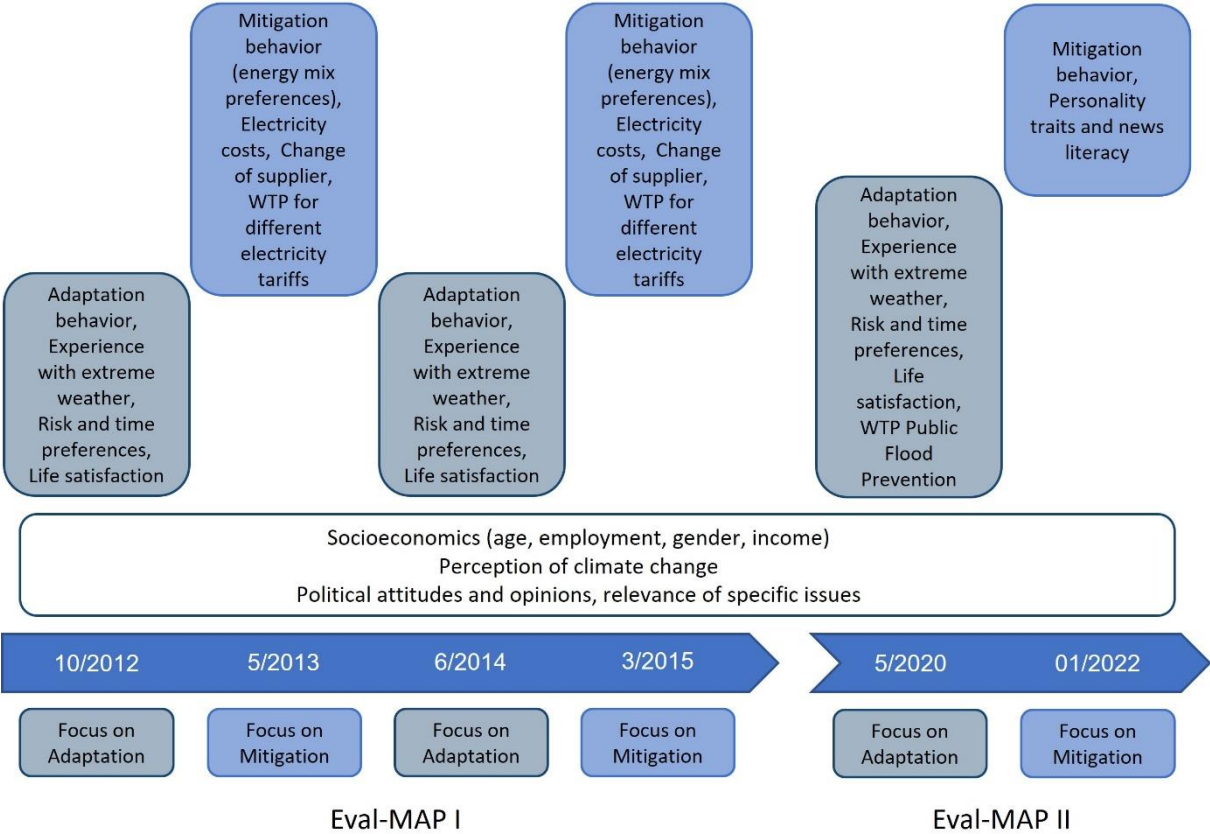 Mitigation
behavior
(energy mix
preferences),
Electricity
costs, Change
of supplier,
WTP for
different
electricity
tariffs
Mitigation
behavior
(energy mix
preferences),
Electricity
costs, Change
of supplier,
WTP for
different
electricity
tariffs
Mitigation
behavior,
Personality
traits and news
literacy
Adaptation
behavior,
Experience
with extreme
weather,
Risk and time
preferences,
Life satisfaction
Adaptation
behavior,
Experience
with extreme
weather,
Risk and time
preferences,
Life satisfaction
Adaptation
behavior,
Experience
with extreme
weather,
Risk and time
preferences,
Life
satisfaction,
WTP Public
Flood
Prevention
Socioeconomics (age, employment, gender, income)
Perception of climate change
Political attitudes and opinions, relevance of specific issues
10/2012
5/2013
6/2014
3/2015
5/2020
01/2022
Focus on
Adaptation
Focus on
Mitigation
Focus on
Adaptation
Focus on
Mitigation
Focus on
Adaptation
Focus on
Mitigation
Eval-MAP I
Eval-MAP II